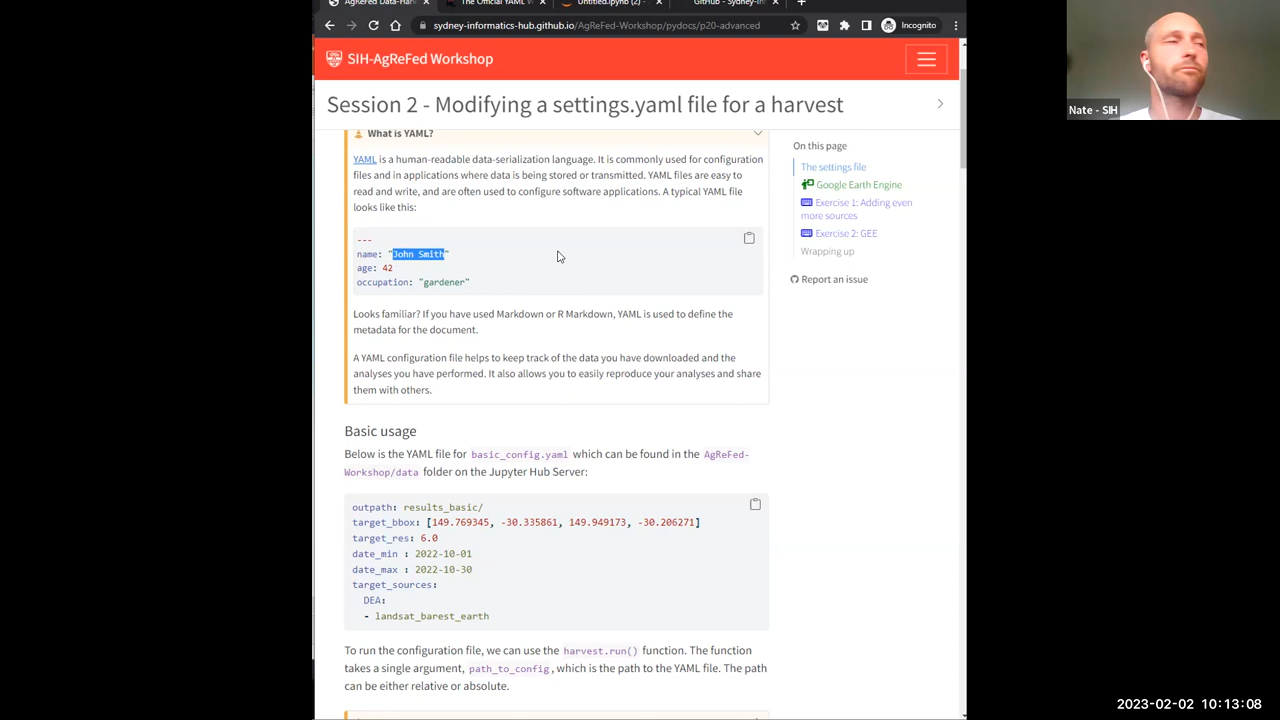 AgReFed Data-Harv
The Official YAML W
Untitled.ipynb (2) - J
GitHub - Sydney-Inf
sydney-informatics-hub.github.io/AgReFed-Workshop/pydocs/p20-advanced
Incognito
SIH-AgReFed Workshop
Session 2 - Modifying a settings.yaml file for a harvest
What is YAML?
YAML is a human-readable data-serialization language. It is commonly used for configuration
files and in applications where data is being stored or transmitted. YAML files are easy to
read and write, and are often used to configure software applications. A typical YAML file
looks like this:
---
name: "John Smith"
age: 42
occupation: "gardener"
Looks familiar? If you have used Markdown or R Markdown, YAML is used to define the
metadata for the document.
A YAML configuration file helps to keep track of the data you have downloaded and the
analyses you have performed. It also allows you to easily reproduce your analyses and share
them with others.
Basic usage
Below is the YAML file for basic_config.yaml which can be found in the AgReFed-
Workshop/data folder on the Jupyter Hub Server:
outpath: results_basic/
target_bbox: [149.769345, -30.335861, 149.949173, -30.206271]
target_res: 6.0
date_min : 2022-10-01
date_max : 2022-10-30
target_sources:
DEA:
- landsat_barest_earth
To run the configuration file, we can use the harvest.run() function. The function
takes a single argument, path_to_config, which is the path to the YAML file. The path
can be either relative or absolute.
On this page
The settings file
Google Earth Engine
Exercise 1: Adding even
more sources
Exercise 2: GEE
Wrapping up
Report an issue
Nate - SIH
2023-02-02 10:13:08